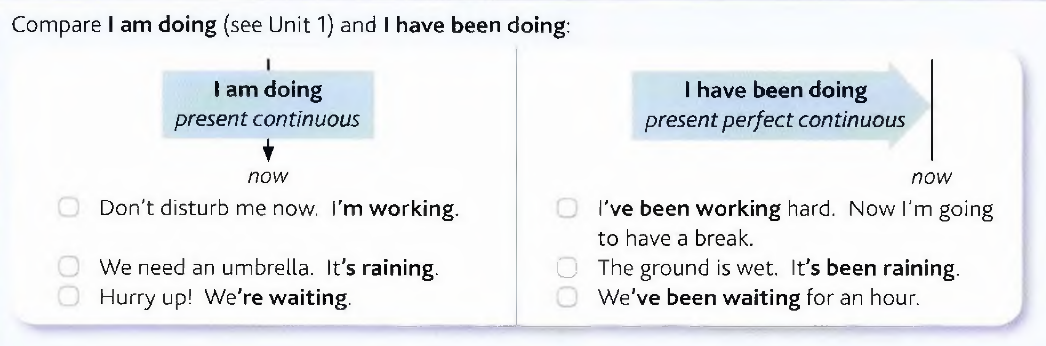 Compare I am doing (see Unit 1) and I have been doing:
I am doing
present continuous
now
Don't disturb me now. I'm working.
We need an umbrella. It's raining.
Hurry up! We're waiting.
I have been doing
present perfect continuous
now
I've been working hard. Now I'm going
to have a break.
The ground is wet. It's been raining.
We've been waiting for an hour.